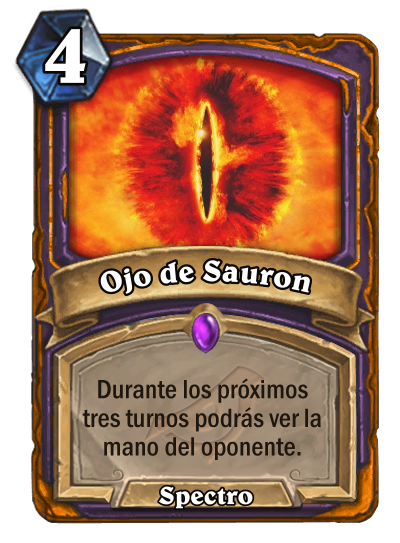 4
Ojo de Sauron
Durante los próximos
tres turnos podrás ver la
mano del oponente.
Spectro